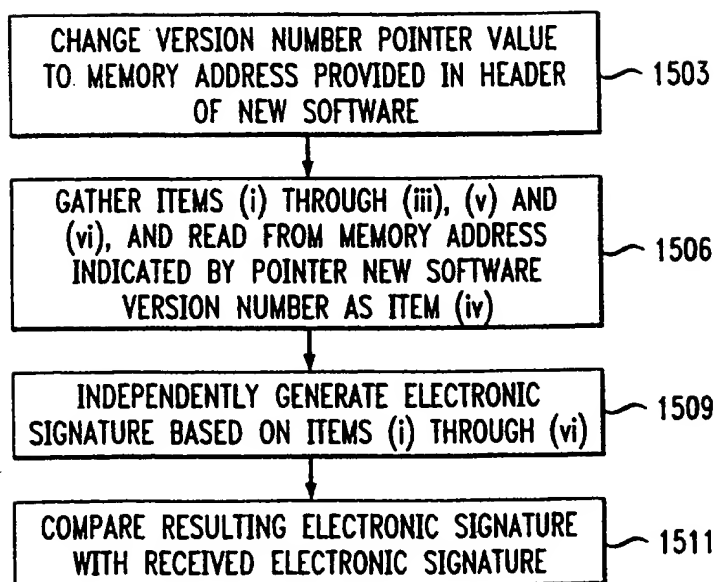 CHANGE VERSION NUMBER POINTER VALUE
TO MEMORY ADDRESS PROVIDED IN HEADER
OF NEW SOFTWARE
1503
GATHER ITEMS (i) THROUGH (iii), (v) AND
(vi), AND READ FROM MEMORY ADDRESS
INDICATED BY POINTER NEW SOFTWARE
VERSION NUMBER AS ITEM (iv)
1506
INDEPENDENTLY GENERATE ELECTRONIC
SIGNATURE BASED ON ITEMS (i) THROUGH (vi)
1509
COMPARE RESULTING ELECTRONIC SIGNATURE
WITH RECEIVED ELECTRONIC SIGNATURE
1511